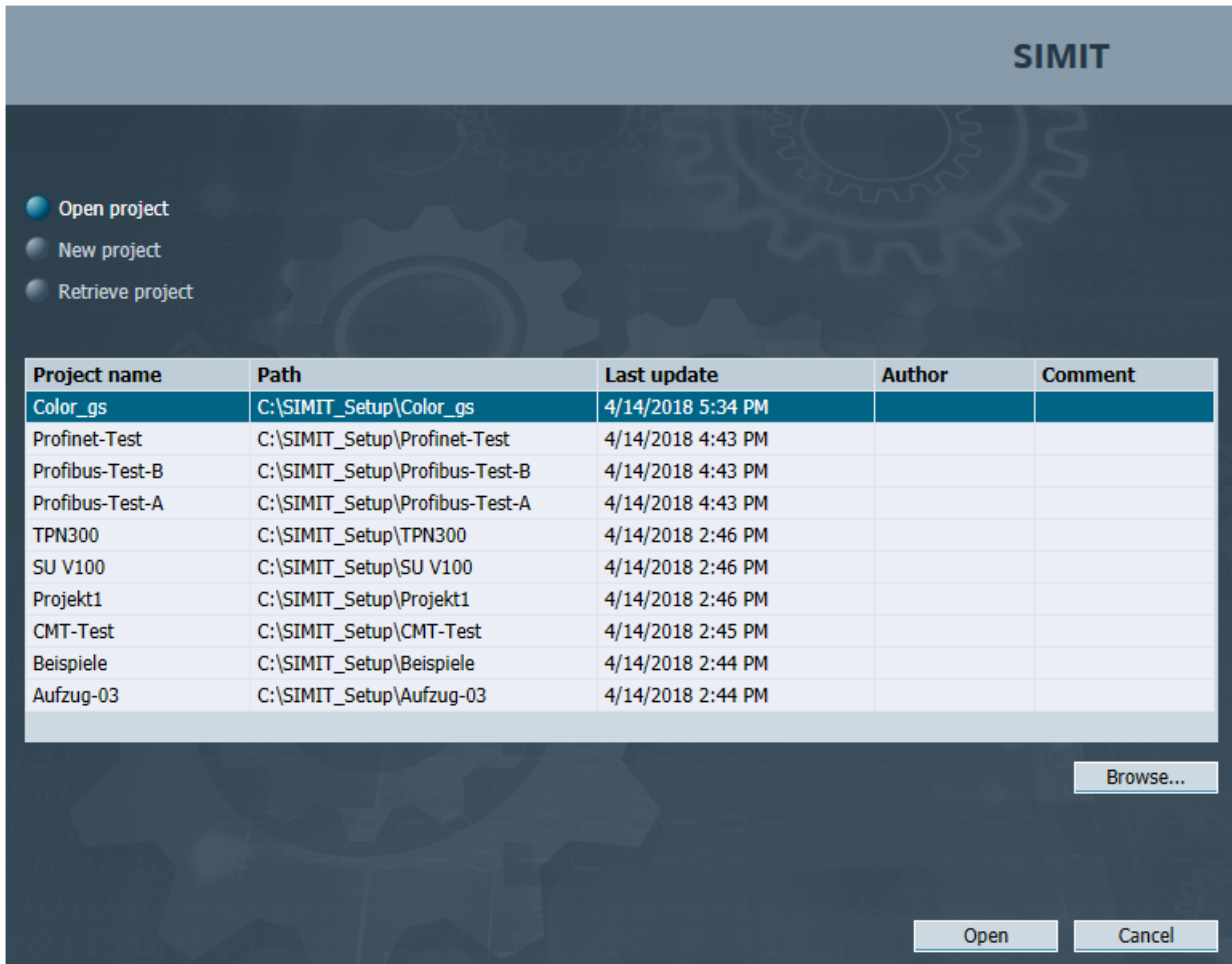 SIMIT
Open project
New project
Retrieve project
Project name Path Last update Author Comment
Color_gs C:\SIMIT_Setup\Color_gs 4/14/2018 5:34 PM
Profinet-Test C:\SIMIT_Setup\Profinet-Test 4/14/2018 4:43 PM
Profibus-Test-B C:\SIMIT_Setup\Profibus-Test-B 4/14/2018 4:43 PM
Profibus-Test-A C:\SIMIT_Setup\Profibus-Test-A 4/14/2018 4:43 PM
TPN300 C:\SIMIT_Setup\TPN300 4/14/2018 2:46 PM
SU V100 C:\SIMIT_Setup\SU V100 4/14/2018 2:46 PM
Projekt1 C:\SIMIT_Setup\Projekt1 4/14/2018 2:46 PM
CMT-Test C:\SIMIT_Setup\CMT-Test 4/14/2018 2:45 PM
Beispiele C:\SIMIT_Setup\Beispiele 4/14/2018 2:44 PM
Aufzug-03 C:\SIMIT_Setup\Aufzug-03 4/14/2018 2:44 PM
Browse...
Open Cancel